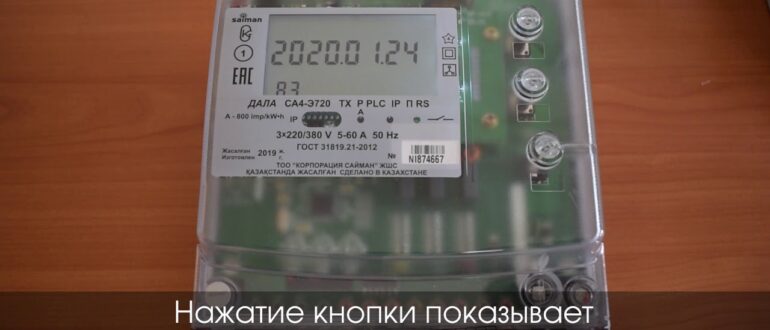 saiman
2020.01.24
1
A3
EAC
ДАЛА СА4-Э720 TX P PLC IP П RS
A - 800 imp/kW•h IP A
3×220/380 V 5-60 A 50 Hz
ГОСТ 31819.21-2012
Жасалған
Изготовлен 2019 ж. г.
№ NI874667
ТОО "КОРПОРАЦИЯ САЙМАН" ЖШС
ҚАЗАҚСТАНДА ЖАСАЛҒАН СДЕЛАНО В КАЗАХСТАНЕ
Нажатие кнопки показывает